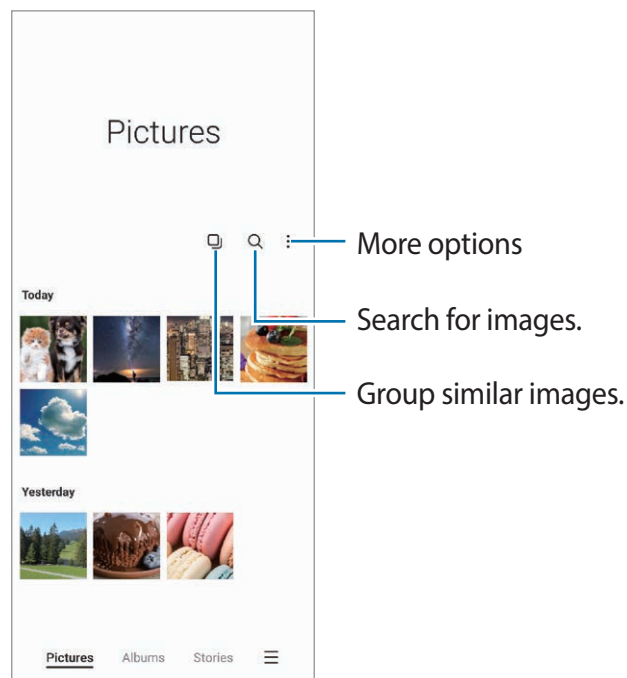 Pictures
More options
Today
Search for images.
Group similar images.
Yesterday
Pictures Albums Stories